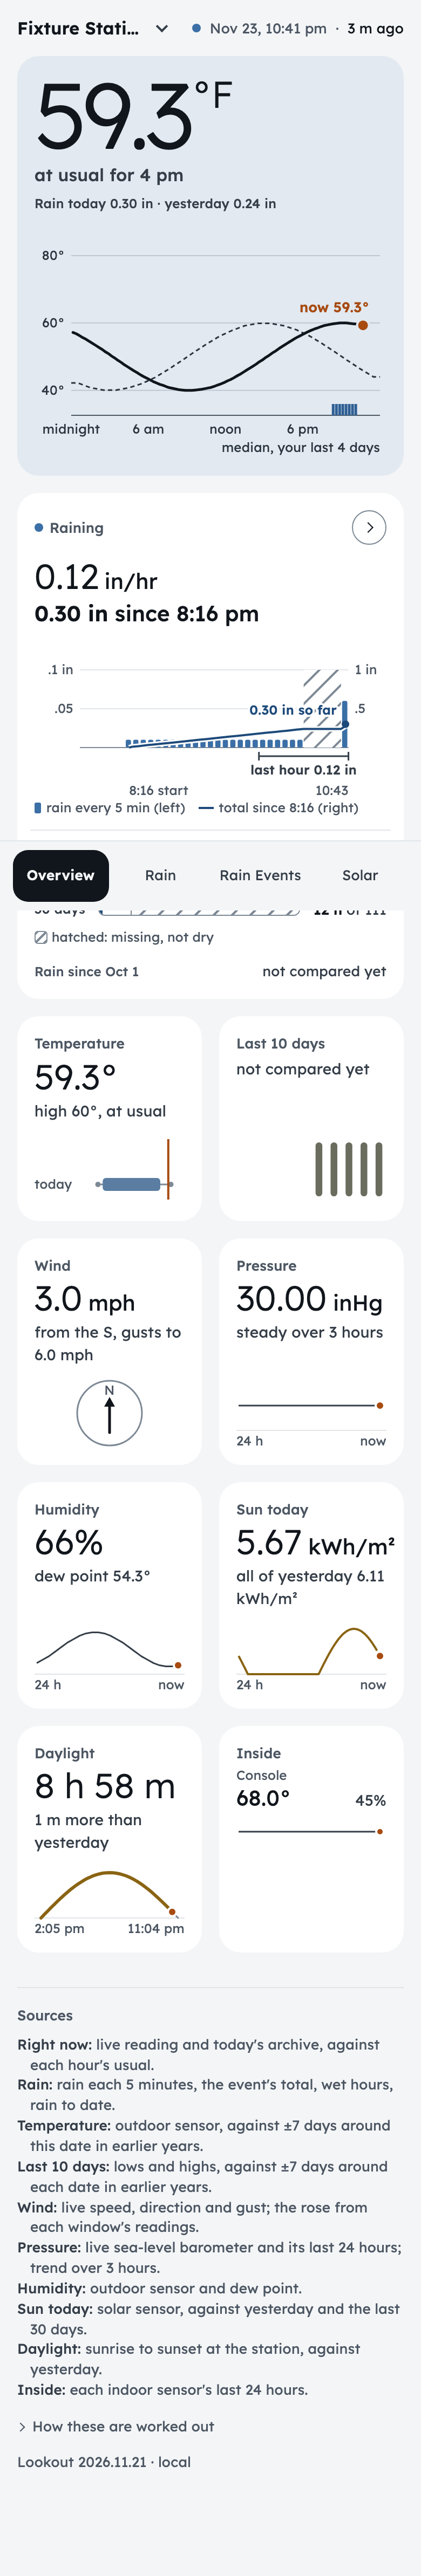 Fixture Stati...
Nov 23, 10:41 pm · 3 m ago
59.3°F
at usual for 4 pm
Rain today 0.30 in · yesterday 0.24 in
80°
now 59.3°
60°
40°
midnight 6 am noon 6 pm
median, your last 4 days
Raining
0.12 in/hr
0.30 in since 8:16 pm
.1 in 1 in
.05 0.30 in so far .5
last hour 0.12 in
8:16 start 10:43
rain every 5 min (left) total since 8:16 (right)
Overview Rain Rain Events Solar
hatched: missing, not dry
Rain since Oct 1 not compared yet
Temperature
59.3°
high 60°, at usual
today
Last 10 days
not compared yet
Wind
3.0 mph
from the S, gusts to
6.0 mph
N
Pressure
30.00 inHg
steady over 3 hours
24 h now
Humidity
66%
dew point 54.3°
24 h now
Sun today
5.67 kWh/m²
all of yesterday 6.11
kWh/m²
24 h now
Daylight
8 h 58 m
1 m more than
yesterday
2:05 pm 11:04 pm
Inside
Console
68.0° 45%
Sources
Right now: live reading and today's archive, against
each hour's usual.
Rain: rain each 5 minutes, the event's total, wet hours,
rain to date.
Temperature: outdoor sensor, against ±7 days around
this date in earlier years.
Last 10 days: lows and highs, against ±7 days around
each date in earlier years.
Wind: live speed, direction and gust; the rose from
each window's readings.
Pressure: live sea-level barometer and its last 24 hours;
trend over 3 hours.
Humidity: outdoor sensor and dew point.
Sun today: solar sensor, against yesterday and the last
30 days.
Daylight: sunrise to sunset at the station, against
yesterday.
Inside: each indoor sensor's last 24 hours.
How these are worked out
Lookout 2026.11.21 · local